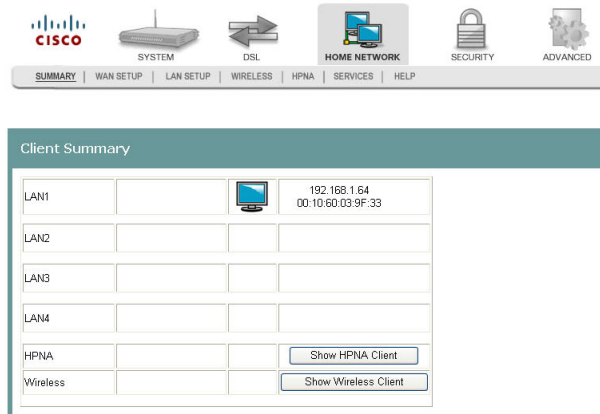 CISCO
SYSTEM DSL HOME NETWORK SECURITY ADVANCED
SUMMARY | WAN SETUP | LAN SETUP | WIRELESS | HPNA | SERVICES | HELP
Client Summary
LAN1 192.168.1.64
00:10:60:03:9F:33
LAN2
LAN3
LAN4
HPNA Show HPNA Client
Wireless Show Wireless Client